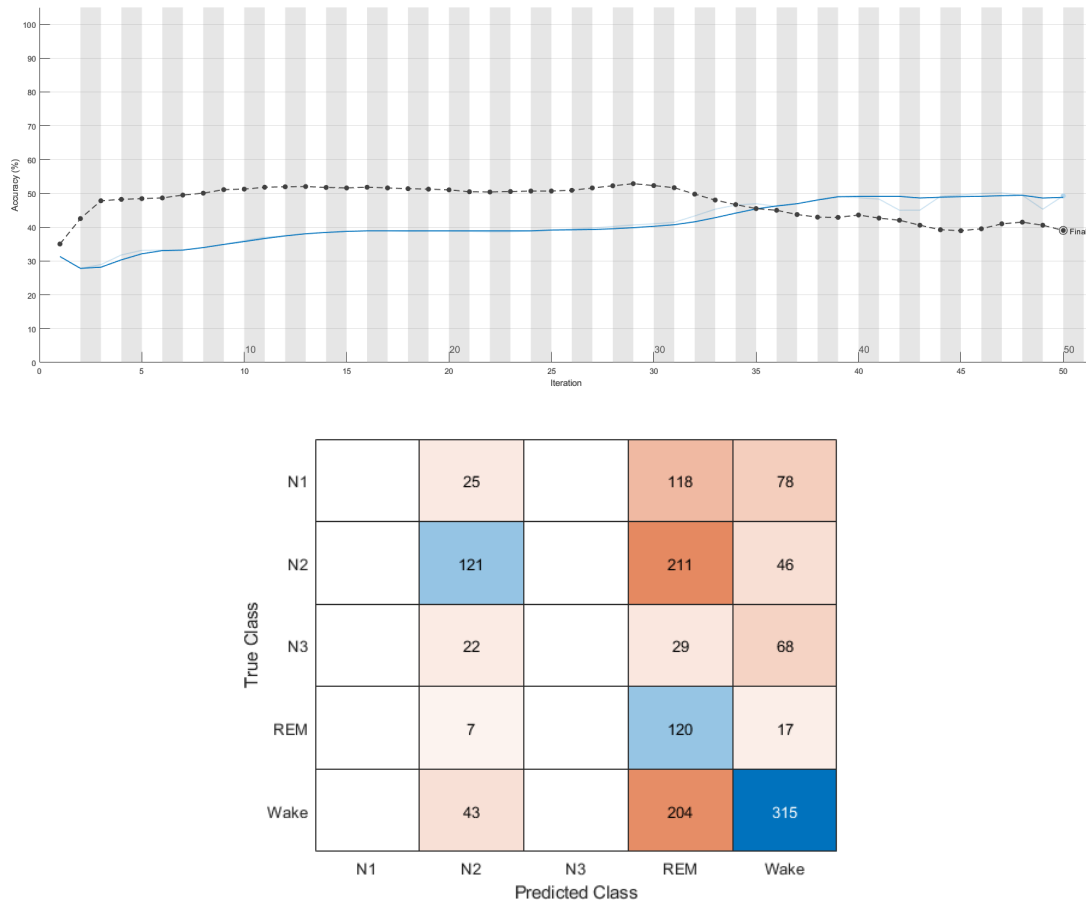 100
90
80
70
60
50
40
30
20
10
0
Accuracy (%)
Fina
10 20 30 40 50
0 5 10 15 20 25 30 35 40 45 50
Iteration
N1 25 118 78
N2 121 211 46
N3 22 29 68
REM 7 120 17
Wake 43 204 315
True Class
N1 N2 N3 REM Wake
Predicted Class